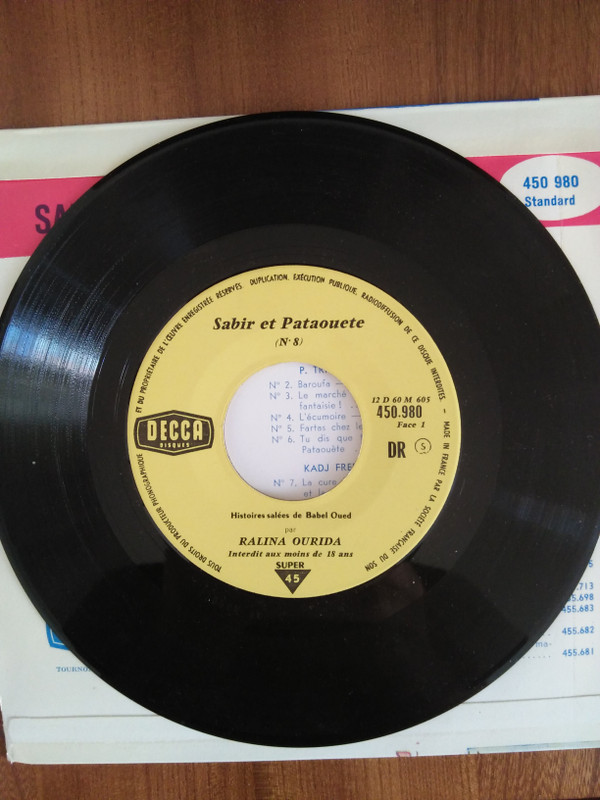 SA
450 980
Standard
TOUS DROITS DU PRODUCTEUR PHONOGRAPHIQUE ET DU PROPRIÉTAIRE DE L'ŒUVRE ENREGISTRÉE RÉSERVÉS. DUPLICATION, EXÉCUTION PUBLIQUE, RADIODIFFUSION DE CE DISQUE INTERDITES. - MADE IN FRANCE PAR LA SOCIÉTÉ FRANÇAISE DU SON
Sabir et Pataouete
(N° 8)
DECCA
DISQUES
12 D 60 M 605
450.980
Face 1
DR S
N° 2. Baroufa —
N° 3. Le marché
fantaisie !
N° 4. L'écumoire —
N° 5. Fartas chez le
N° 6. Tu dis que
Pataouète
KADJ FRE
N° 7. La cure
et l
Histoires salées de Babel Oued
par
RALINA OURIDA
Interdit aux moins de 18 ans
SUPER
45
.713
.698
455.683
455.682
ma-
455.681
TOURNO